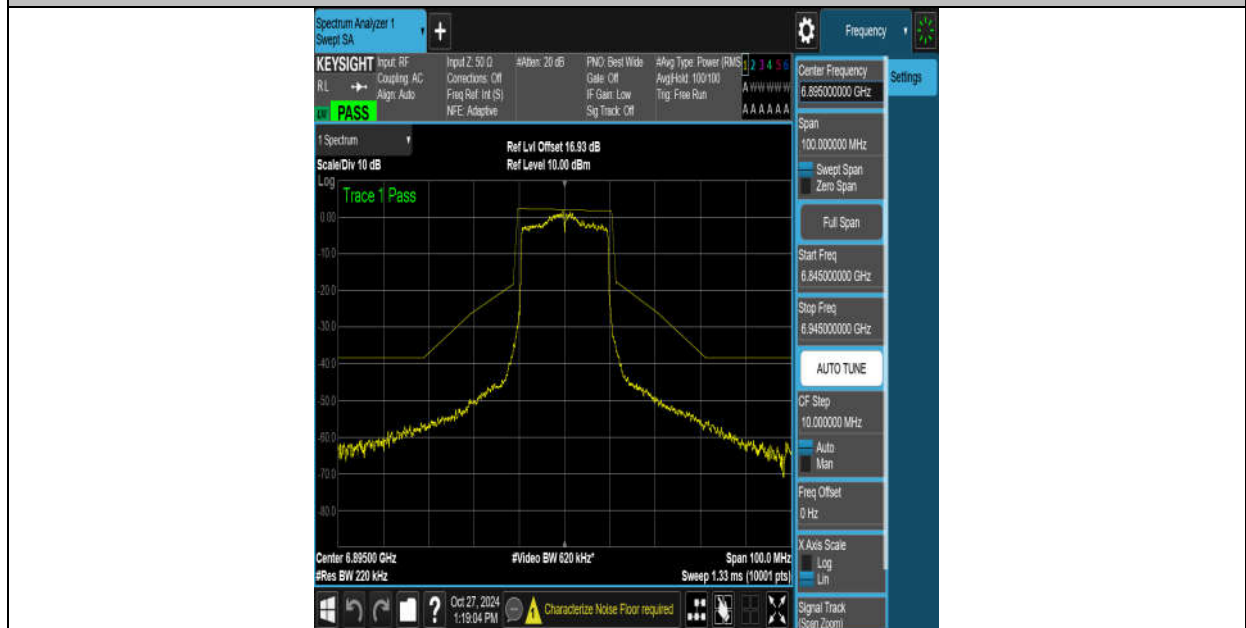 Spectrum Analyzer 1
Swept SA
+
Frequency
KEYSIGHT
RL
PASS
Input: RF
Coupling: AC
Align: Auto
Input Z: 50 Ω
Corrections: Off
Freq Ref: Int (S)
NFE: Adaptive
#Atten: 20 dB
PNO: Best Wide
Gate: Off
IF Gain: Low
Sig Track: Off
#Avg Type: Power (RMS
Avg|Hold: 100/100
Trig: Free Run
1 2 3 4 5 6
A W W W W W
A A A A A A
1 Spectrum
Scale/Div 10 dB
Ref Lvl Offset 16.93 dB
Ref Level 10.00 dBm
Log
Trace 1 Pass
0.00
-10.0
-20.0
-30.0
-40.0
-50.0
-60.0
-70.0
-80.0
Center 6.89500 GHz
#Res BW 220 kHz
#Video BW 620 kHz*
Span 100.0 MHz
Sweep 1.33 ms (10001 pts)
Center Frequency
6.895000000 GHz
Settings
Span
100.000000 MHz
Swept Span
Zero Span
Full Span
Start Freq
6.845000000 GHz
Stop Freq
6.945000000 GHz
AUTO TUNE
CF Step
10.000000 MHz
Auto
Man
Freq Offset
0 Hz
X Axis Scale
Log
Lin
Signal Track
(Span Zoom)
?
Oct 27, 2024
1:19:04 PM
Characterize Noise Floor required